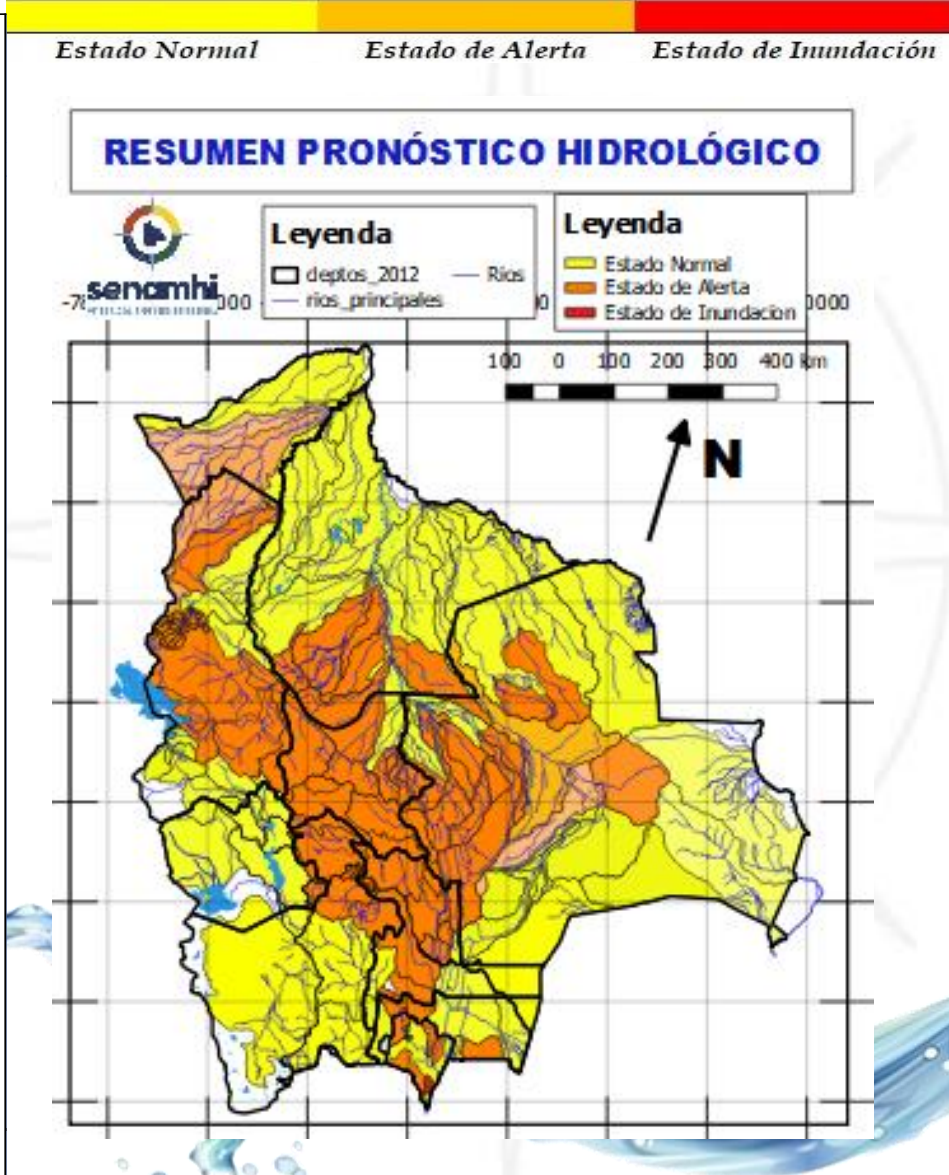 Estado Normal Estado de Alerta Estado de Inundación
RESUMEN PRONÓSTICO HIDROLÓGICO
senamhi
Leyenda
deptos_2012 Rios
rios_principales
Leyenda
Estado Normal
Estado de Alerta
Estado de Inundacion
100 0 100 200 300 400 km
N